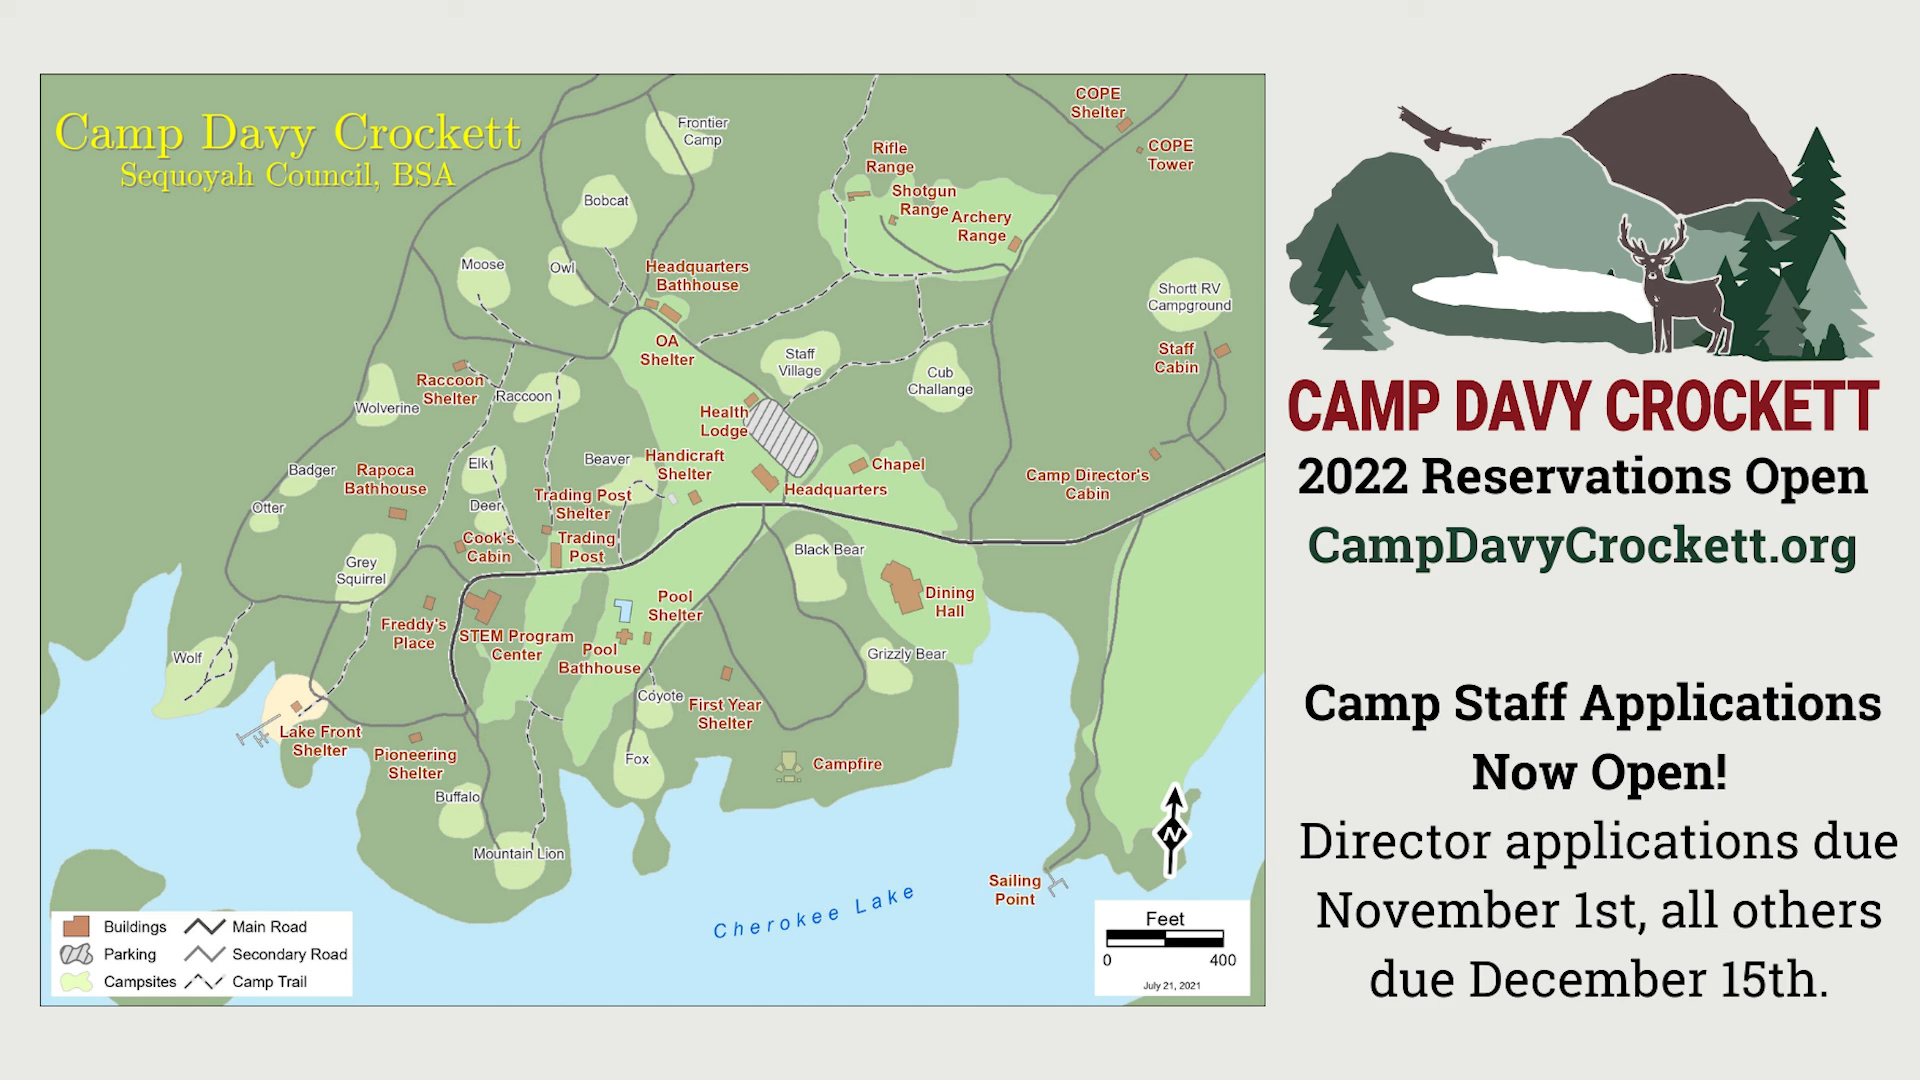 Camp Davy Crockett
Sequoyah Council, BSA
Frontier
Camp
COPE
Shelter
COPE
Tower
Rifle
Range
Shotgun
Range
Archery
Range
Bobcat
Moose
Owl
Headquarters
Bathhouse
Shortt RV
Campground
OA
Shelter
Staff
Village
Staff
Cabin
Cub
Challange
Raccoon
Shelter
Raccoon
Wolverine
Health
Lodge
Badger
Rapoca
Bathhouse
Elk
Beaver
Handicraft
Shelter
Chapel
Headquarters
Camp Director's
Cabin
Otter
Deer
Trading Post
Shelter
Cook's
Cabin
Trading
Post
Black Bear
Grey
Squirrel
Dining
Hall
Freddy's
Place
STEM Program
Center
Pool
Shelter
Pool
Bathhouse
Wolf
Grizzly Bear
Coyote
First Year
Shelter
Lake Front
Shelter
Pioneering
Shelter
Fox
Campfire
Buffalo
Mountain Lion
Sailing
Point
Cherokee Lake
N
Buildings
Main Road
Parking
Secondary Road
Campsites
Camp Trail
Feet
0 400
July 21, 2021
CAMP DAVY CROCKETT
2022 Reservations Open
CampDavyCrockett.org
Camp Staff Applications
Now Open!
Director applications due
November 1st, all others
due December 15th.